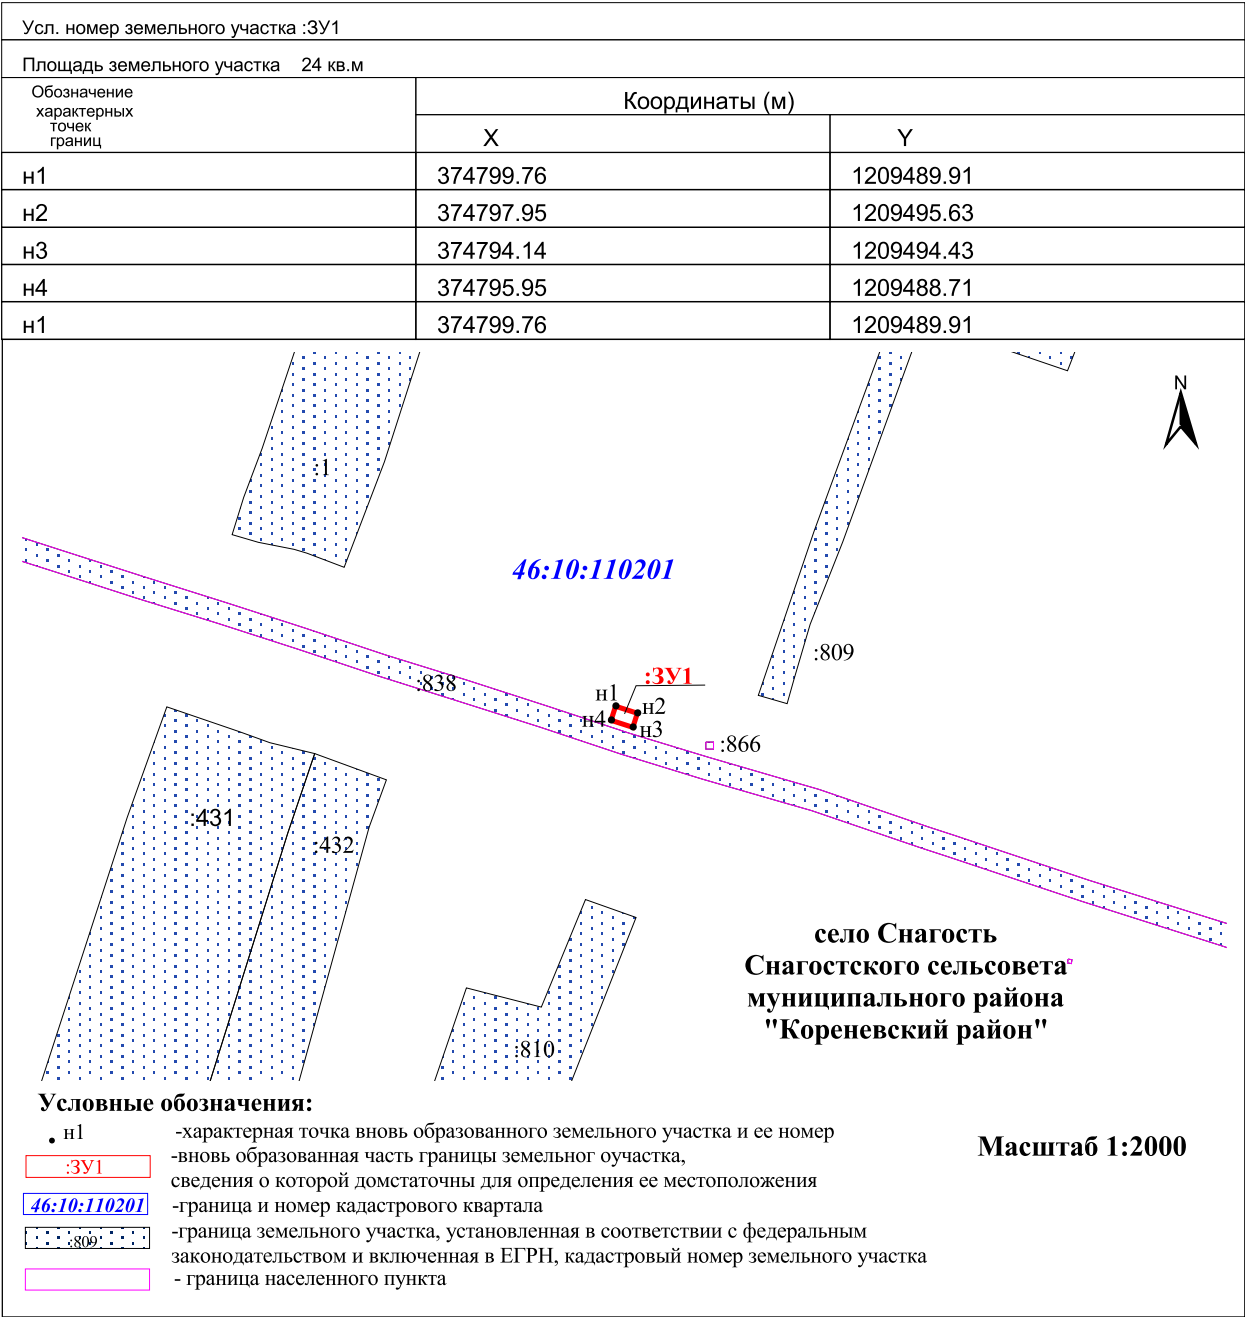 Усл. номер земельного участка :ЗУ1
Площадь земельного участка 24 кв.м
Обозначение
характерных
точек
границ
Координаты (м)
X
Y
н1 374799.76 1209489.91
н2 374797.95 1209495.63
н3 374794.14 1209494.43
н4 374795.95 1209488.71
н1 374799.76 1209489.91
N
:1
46:10:110201
:809
:838
:ЗУ1
н1
н2
н4
н3
:866
:431
:432
село Снагость
Снагостского сельсовета
муниципального района
"Кореневский район"
:810
Условные обозначения:
н1 -характерная точка вновь образованного земельного участка и ее номер
Масштаб 1:2000
:ЗУ1 -вновь образованная часть границы земельног оучастка,
сведения о которой домстаточны для определения ее местоположения
46:10:110201 -граница и номер кадастрового квартала
:809 -граница земельного участка, установленная в соответствии с федеральным
законодательством и включенная в ЕГРН, кадастровый номер земельного участка
- граница населенного пункта